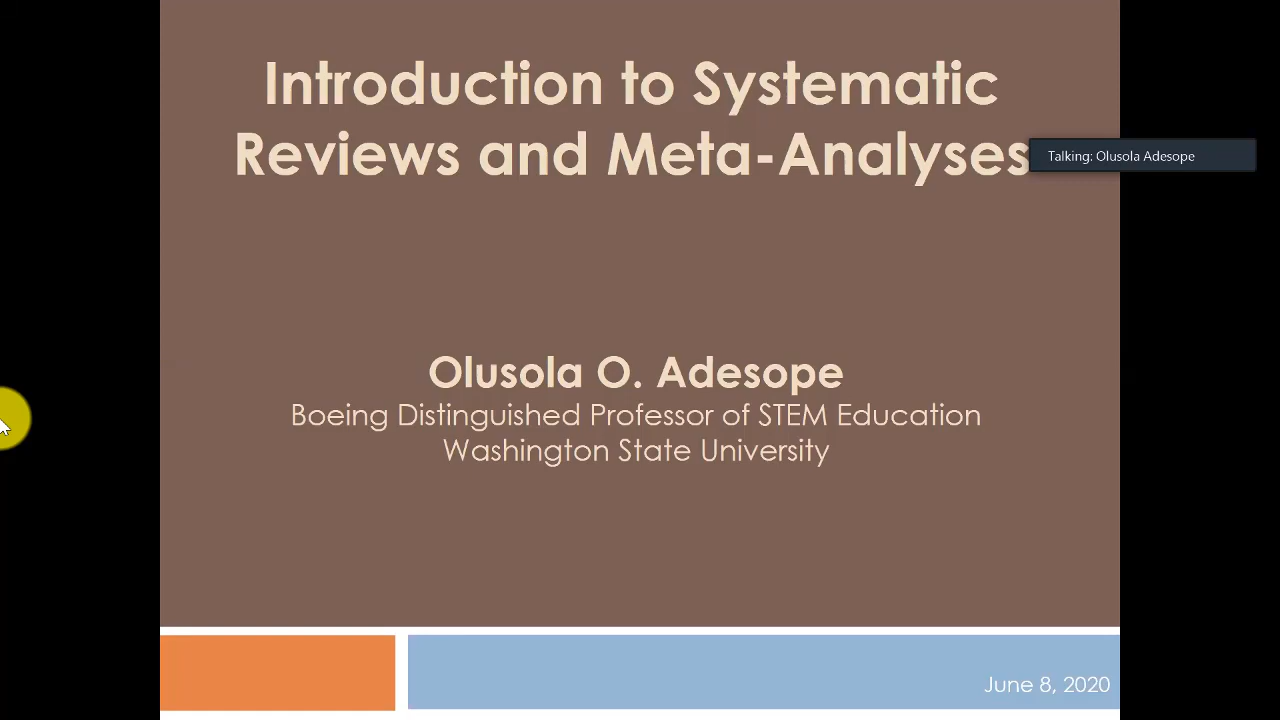 Introduction to Systematic
Reviews and Meta-Analyses
Talking: Olusola Adesope
Olusola O. Adesope
Boeing Distinguished Professor of STEM Education
Washington State University
June 8, 2020